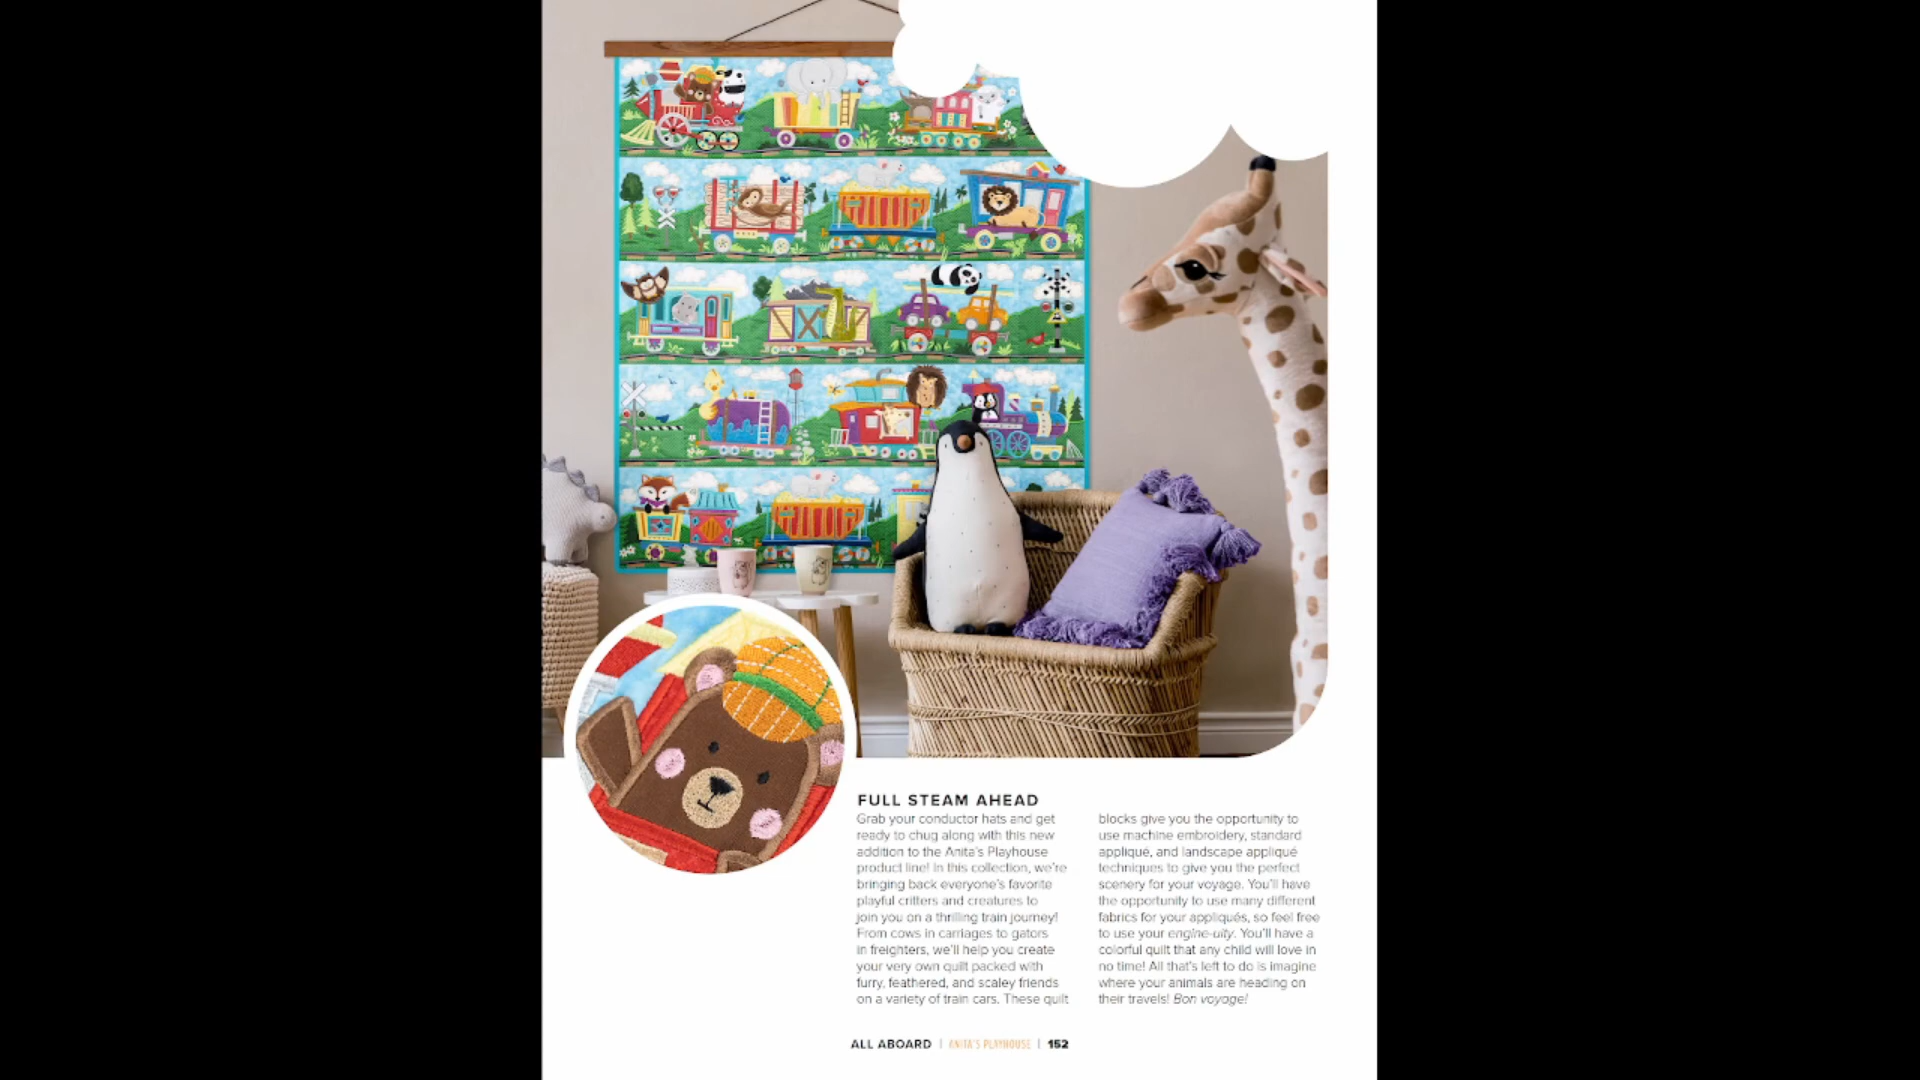 FULL STEAM AHEAD
Grab your conductor hats and get
ready to chug along with this new
addition to the Anita's Playhouse
product line! In this collection, we're
bringing back everyone's favorite
playful critters and creatures to
join you on a thrilling train journey!
From cows in carriages to gators
in freighters, we'll help you create
your very own quilt packed with
furry, feathered, and scaley friends
on a variety of train cars. These quilt
blocks give you the opportunity to
use machine embroidery, standard
appliqué, and landscape appliqué
techniques to give you the perfect
scenery for your voyage. You'll have
the opportunity to use many different
fabrics for your appliqués, so feel free
to use your engine-uity. You'll have a
colorful quilt that any child will love in
no time! All that's left to do is imagine
where your animals are heading on
their travels! Bon voyage!
ALL ABOARD | ANITA'S PLAYHOUSE | 152